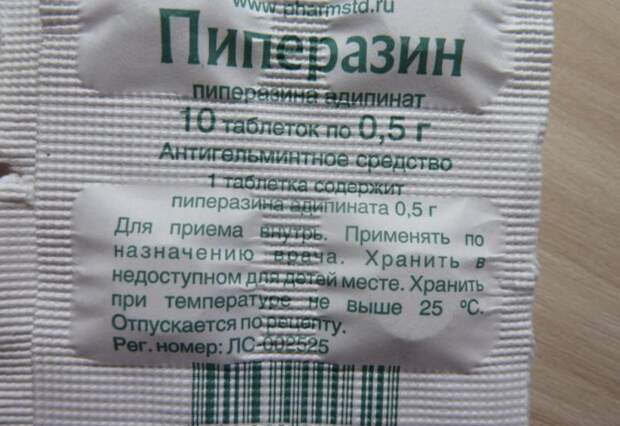 www.pharmstd.ru
Пиперазин
пиперазина адипинат
10 таблеток по 0,5 г
Антигельминтное средство
1 таблетка содержит
пиперазина адипината 0,5 г
Для приема внутрь. Применять по
назначению врача. Хранить в
недоступном для детей месте. Хранить
при температуре не выше 25 ºС.
Отпускается по рецепту.
Рег. номер: ЛС-002525